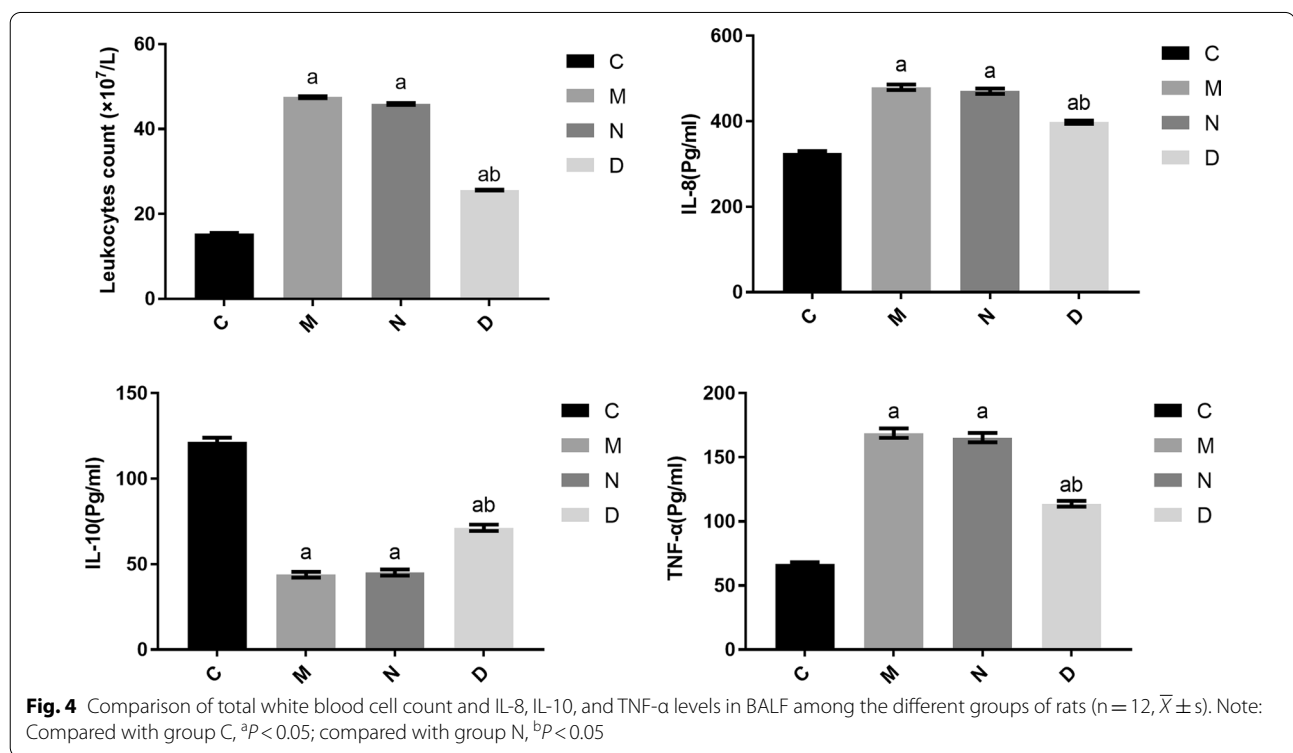 60
40
20
0
Leukocytes count (×10⁷/L)
a
a
ab
C
M
N
D
C
M
N
D
600
400
200
0
IL-8(Pg/ml)
a
a
ab
C
M
N
D
C
M
N
D
150
100
50
0
IL-10(Pg/ml)
a
a
ab
C
M
N
D
C
M
N
D
200
150
100
50
0
TNF-α(Pg/ml)
a
a
ab
C
M
N
D
C
M
N
D
Fig. 4 Comparison of total white blood cell count and IL-8, IL-10, and TNF-α levels in BALF among the different groups of rats (n = 12, X̅ ± s). Note:
Compared with group C, ᵃP < 0.05; compared with group N, ᵇP < 0.05